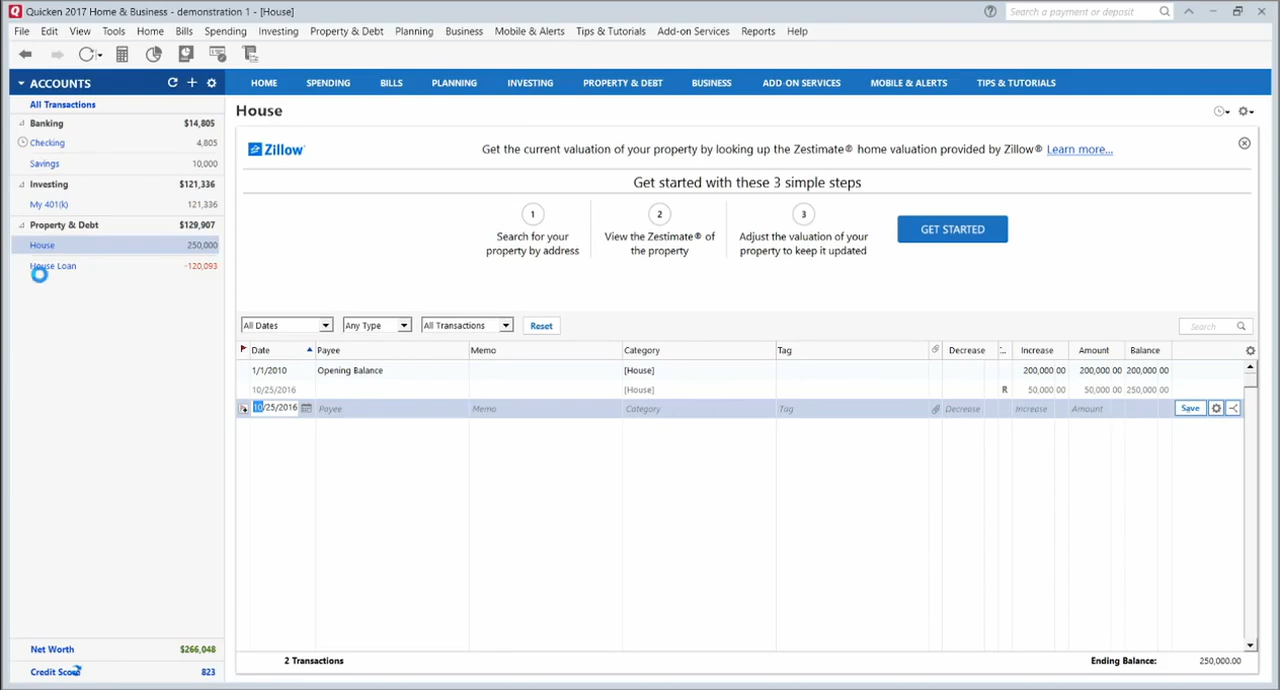 Quicken 2017 Home & Business - demonstration 1 - [House]
Search a payment or deposit
File Edit View Tools Home Bills Spending Investing Property & Debt Planning Business Mobile & Alerts Tips & Tutorials Add-on Services Reports Help
ACCOUNTS
HOME SPENDING BILLS PLANNING INVESTING PROPERTY & DEBT BUSINESS ADD-ON SERVICES MOBILE & ALERTS TIPS & TUTORIALS
All Transactions
Banking $14,805
Checking 4,805
Savings 10,000
Investing $121,336
My 401(k) 121,336
Property & Debt $129,907
House 250,000
House Loan -120,093
Net Worth $266,048
Credit Score 823
House
Zillow
Get the current valuation of your property by looking up the Zestimate® home valuation provided by Zillow® Learn more...
Get started with these 3 simple steps
1
Search for your
property by address
2
View the Zestimate® of
the property
3
Adjust the valuation of your
property to keep it updated
GET STARTED
All Dates Any Type All Transactions Reset Search
Date Payee Memo Category Tag Decrease ... Increase Amount Balance
1/1/2010 Opening Balance [House] 200,000 00 200,000 00 200,000 00
10/25/2016 [House] R 50,000 00 50,000 00 250,000 00
10/25/2016 Payee Memo Category Tag Decrease Increase Amount Save
2 Transactions Ending Balance: 250,000.00